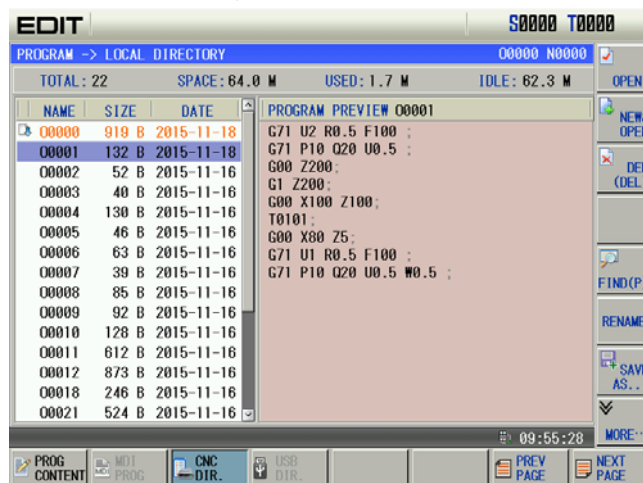 EDIT S0000 T0000
PROGRAM -> LOCAL DIRECTORY O0000 N0000
TOTAL: 22 SPACE: 64.0 M USED: 1.7 M IDLE: 62.3 M
NAME SIZE DATE
O0000 919 B 2015-11-18
O0001 132 B 2015-11-18
O0002 52 B 2015-11-16
O0003 40 B 2015-11-16
O0004 130 B 2015-11-16
O0005 46 B 2015-11-16
O0006 63 B 2015-11-16
O0007 39 B 2015-11-16
O0008 85 B 2015-11-16
O0009 92 B 2015-11-16
O0010 128 B 2015-11-16
O0011 612 B 2015-11-16
O0012 873 B 2015-11-16
O0018 246 B 2015-11-16
O0021 524 B 2015-11-16
PROGRAM PREVIEW O0001
G71 U2 R0.5 F100 ;
G71 P10 Q20 U0.5 ;
G00 Z200;
G1 Z200;
G00 X100 Z100;
T0101;
G00 X80 Z5;
G71 U1 R0.5 F100 ;
G71 P10 Q20 U0.5 W0.5 ;
OPEN
NEW
OPE
DE
(DEL
FIND(P
RENAME
SAV
AS..
MORE..
09:55:28
PROG
CONTENT
MDI
PROG
CNC
DIR.
USB
DIR.
PREV
PAGE
NEXT
PAGE